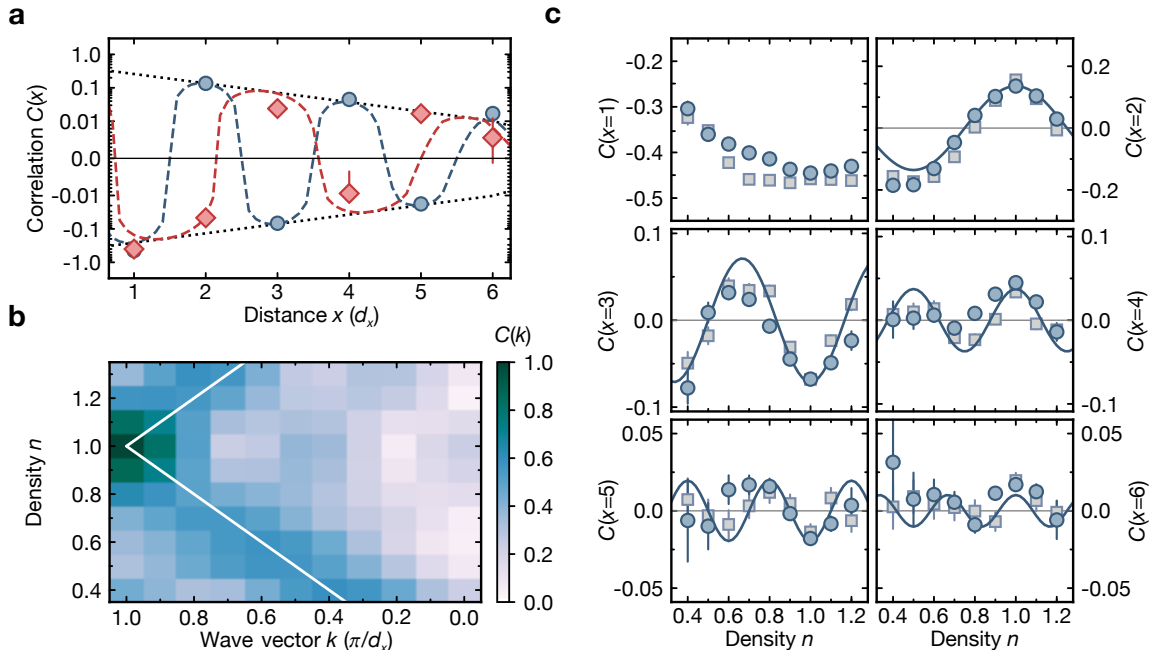 a
Correlation C(x)
1.0
0.1
0.01
0.0
-0.01
-0.1
-1.0
1 2 3 4 5 6
Distance x (dₓ)
b
Density n
1.2
1.0
0.8
0.6
0.4
1.0 0.8 0.6 0.4 0.2 0.0
Wave vector k (π/dₓ)
C(k)
1.0
0.8
0.6
0.4
0.2
0.0
c
C(x=1)
-0.1
-0.3
-0.5
C(x=2)
0.2
0.0
-0.2
C(x=3)
0.1
0.0
-0.1
C(x=4)
0.1
0.0
-0.1
C(x=5)
0.05
0.0
-0.05
C(x=6)
0.05
0.0
-0.05
0.4 0.6 0.8 1.0 1.2
Density n
0.4 0.6 0.8 1.0 1.2
Density n